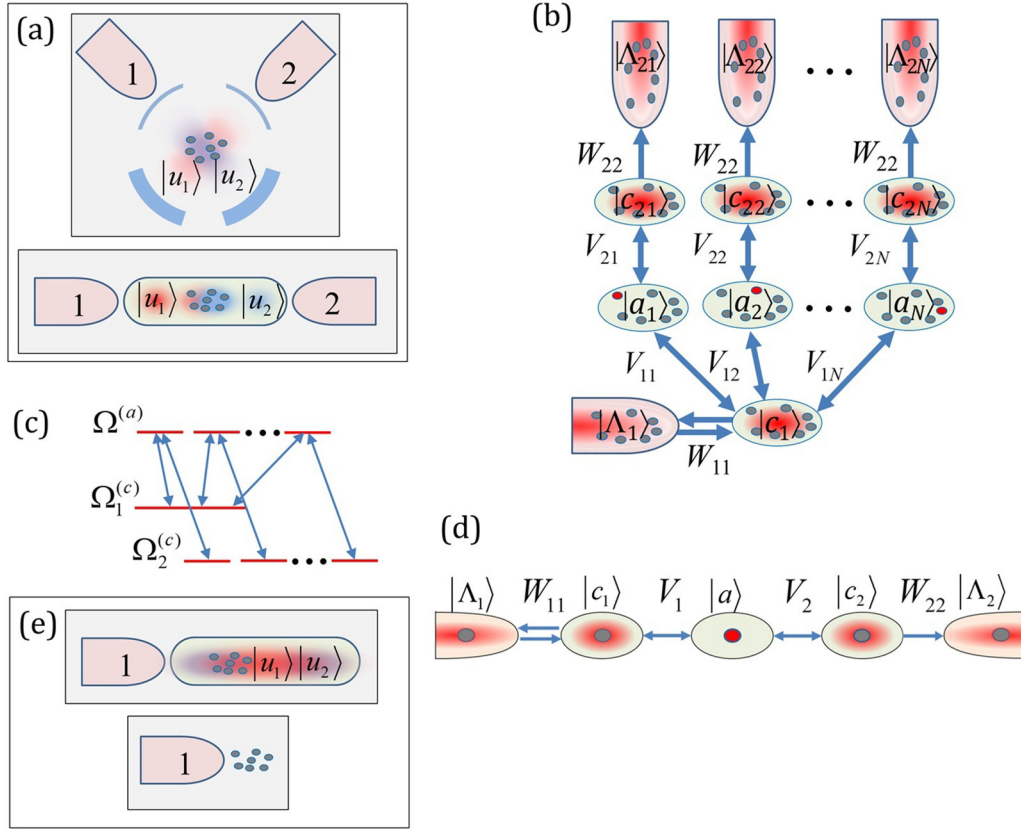 (a)
1
2
|u₁⟩ |u₂⟩
1
|u₁⟩
|u₂⟩
2
(b)
|Λ₂₁⟩
|Λ₂₂⟩
• • •
|Λ₂N⟩
W₂₂
W₂₂
W₂₂
|c₂₁⟩
|c₂₂⟩
• • •
|c₂N⟩
V₂₁
V₂₂
V₂N
|a₁⟩
|a₂⟩
• • •
|a_N⟩
V₁₁
V₁₂
V₁N
|Λ₁⟩
|c₁⟩
W₁₁
(c)
Ω⁽ᵃ⁾
• • •
Ω₁⁽ᶜ⁾
Ω₂⁽ᶜ⁾
• • •
(d)
|Λ₁⟩ W₁₁ |c₁⟩ V₁ |a⟩ V₂ |c₂⟩ W₂₂ |Λ₂⟩
(e)
1
|u₁⟩|u₂⟩
1